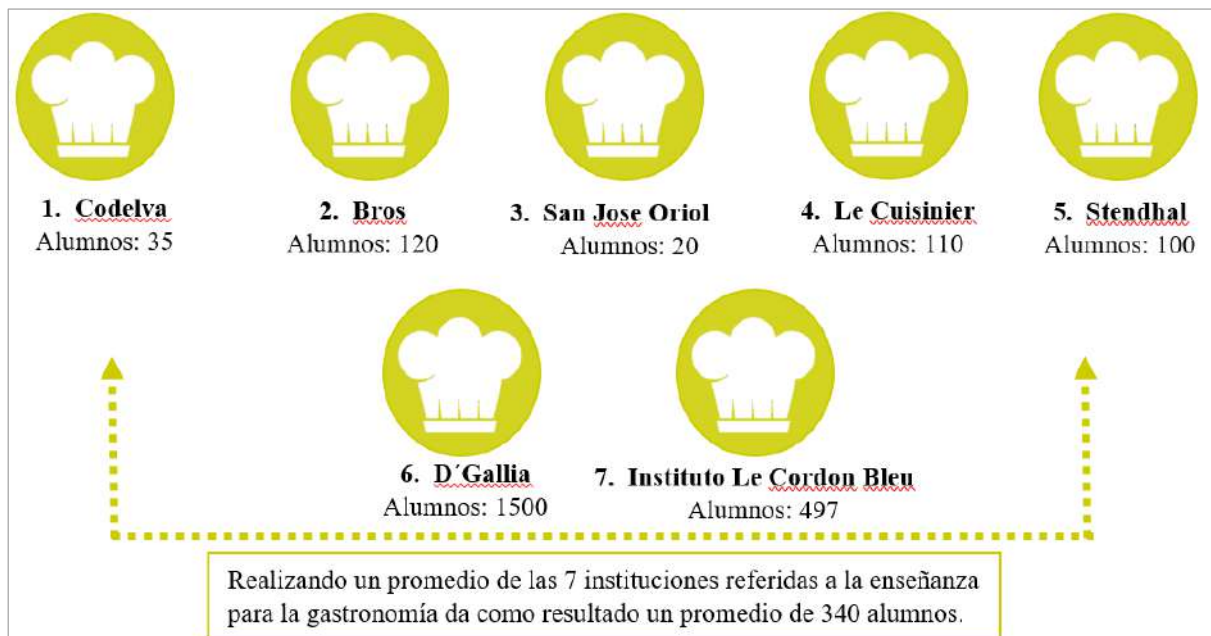 1. Codelva
Alumnos: 35
2. Bros
Alumnos: 120
3. San Jose Oriol
Alumnos: 20
4. Le Cuisinier
Alumnos: 110
5. Stendhal
Alumnos: 100
6. D´Gallia
Alumnos: 1500
7. Instituto Le Cordon Bleu
Alumnos: 497
Realizando un promedio de las 7 instituciones referidas a la enseñanza
para la gastronomía da como resultado un promedio de 340 alumnos.